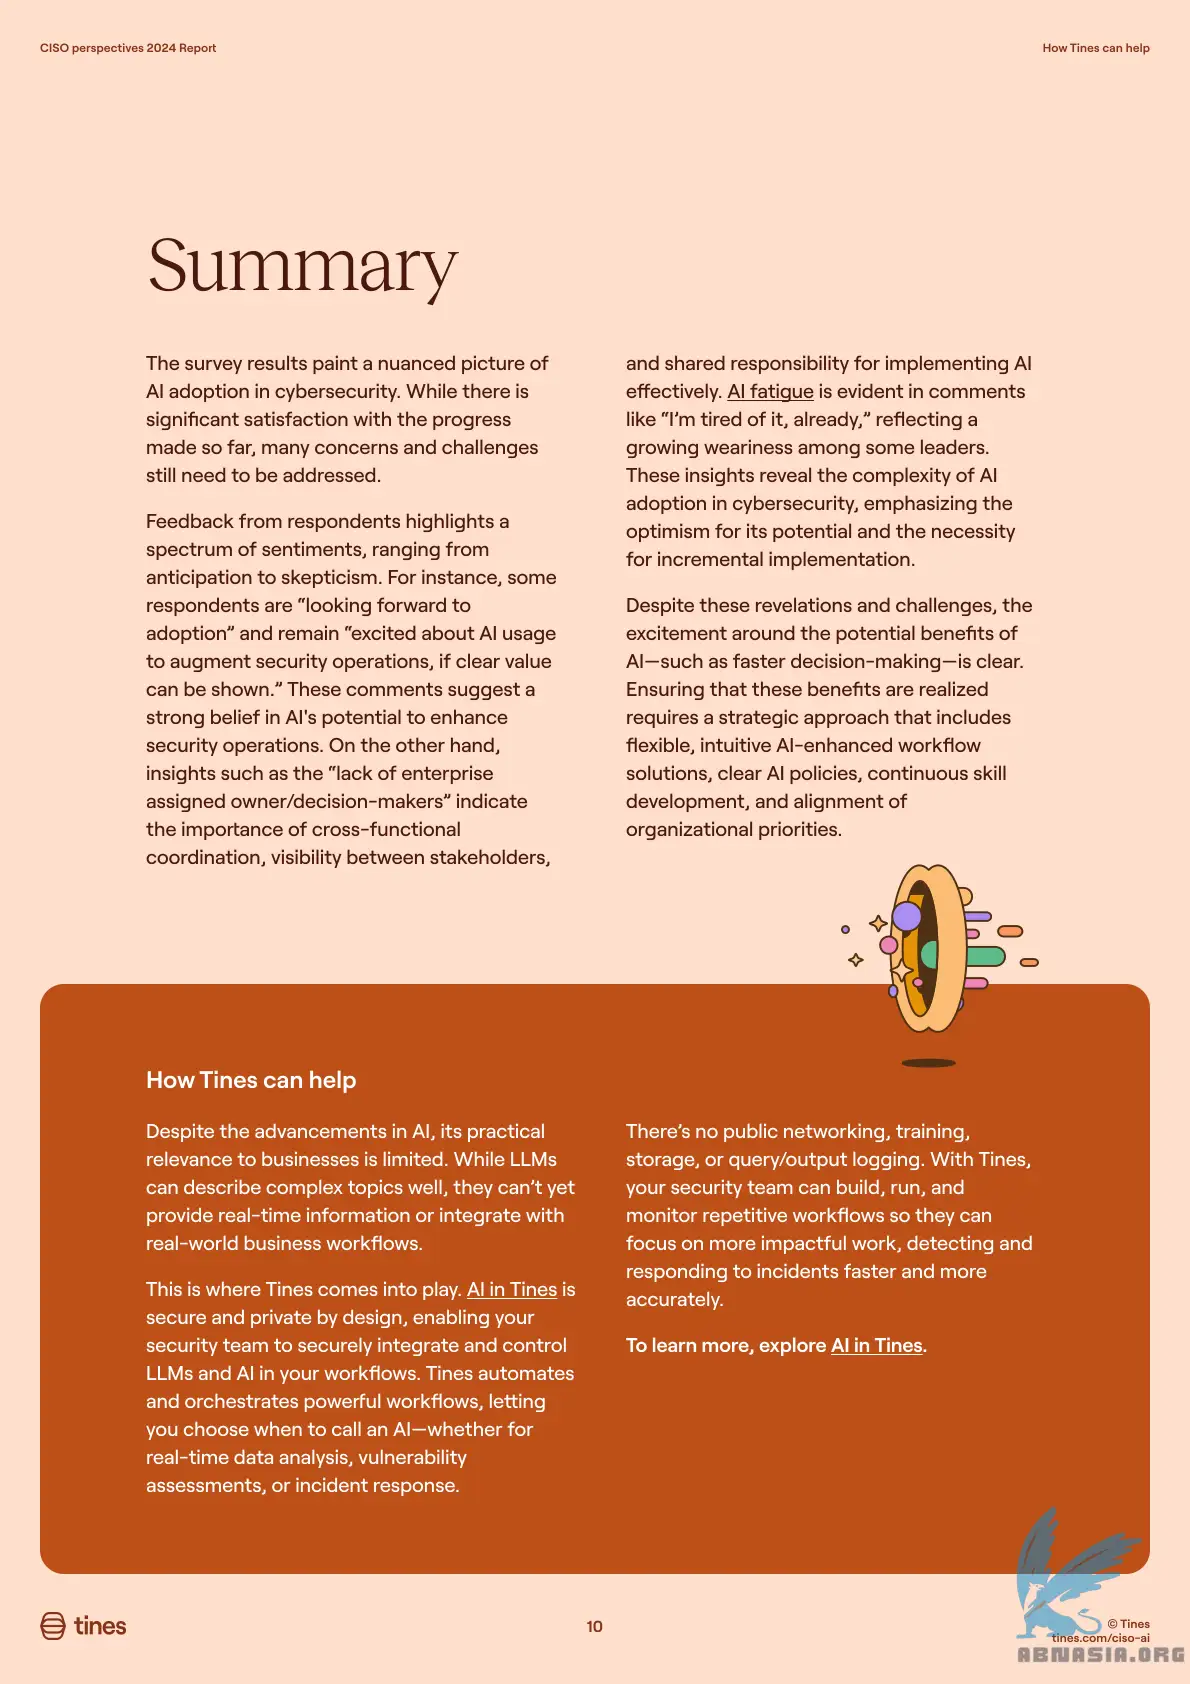 CISO perspectives 2024 Report
How Tines can help
Summary
The survey results paint a nuanced picture of
AI adoption in cybersecurity. While there is
significant satisfaction with the progress
made so far, many concerns and challenges
still need to be addressed.
Feedback from respondents highlights a
spectrum of sentiments, ranging from
anticipation to skepticism. For instance, some
respondents are “looking forward to
adoption” and remain “excited about AI usage
to augment security operations, if clear value
can be shown.” These comments suggest a
strong belief in AI's potential to enhance
security operations. On the other hand,
insights such as the “lack of enterprise
assigned owner/decision-makers” indicate
the importance of cross-functional
coordination, visibility between stakeholders,
and shared responsibility for implementing AI
effectively. AI fatigue is evident in comments
like “I’m tired of it, already,” reflecting a
growing weariness among some leaders.
These insights reveal the complexity of AI
adoption in cybersecurity, emphasizing the
optimism for its potential and the necessity
for incremental implementation.
Despite these revelations and challenges, the
excitement around the potential benefits of
AI—such as faster decision-making—is clear.
Ensuring that these benefits are realized
requires a strategic approach that includes
flexible, intuitive AI-enhanced workflow
solutions, clear AI policies, continuous skill
development, and alignment of
organizational priorities.
How Tines can help
Despite the advancements in AI, its practical
relevance to businesses is limited. While LLMs
can describe complex topics well, they can’t yet
provide real-time information or integrate with
real-world business workflows.
This is where Tines comes into play. AI in Tines is
secure and private by design, enabling your
security team to securely integrate and control
LLMs and AI in your workflows. Tines automates
and orchestrates powerful workflows, letting
you choose when to call an AI—whether for
real-time data analysis, vulnerability
assessments, or incident response.
There’s no public networking, training,
storage, or query/output logging. With Tines,
your security team can build, run, and
monitor repetitive workflows so they can
focus on more impactful work, detecting and
responding to incidents faster and more
accurately.
To learn more, explore AI in Tines.
tines
10
© Tines
tines.com/ciso-ai
ABNASIA.ORG